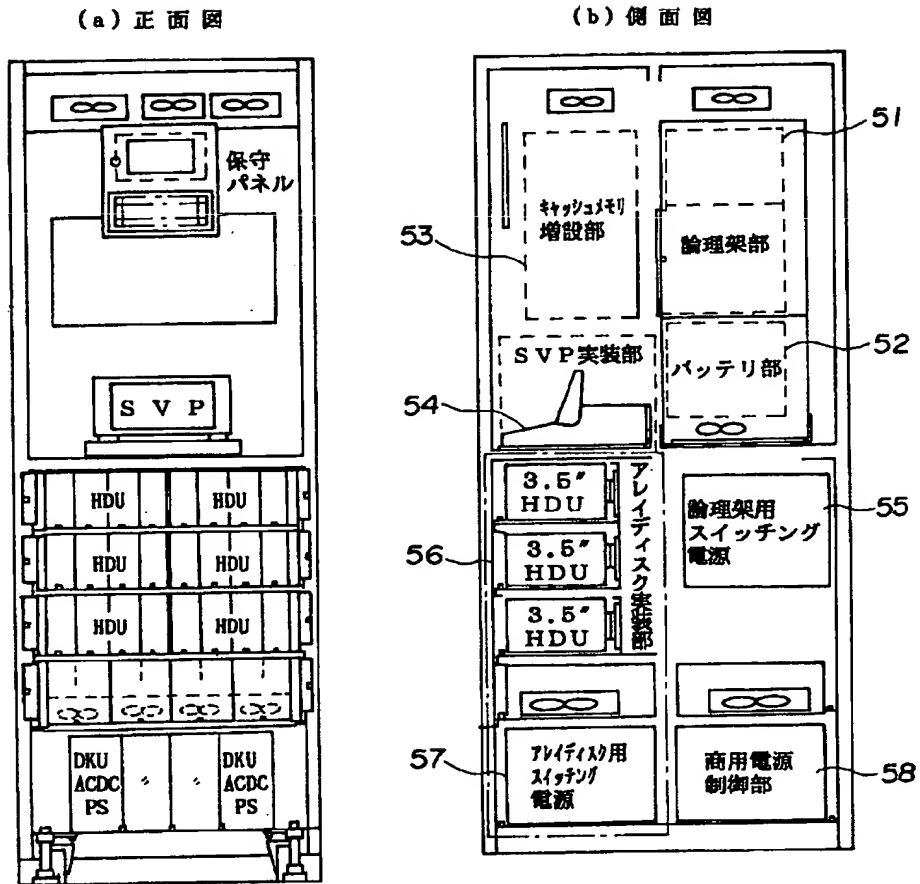 (a)正面図
保守
パネル
SVP
HDU HDU
HDU HDU
HDU HDU
DKU
ACDC
PS
〃
〃
DKU
ACDC
PS
(b)側面図
51
キャッシュメモリ
増設部
53
論理架部
SVP実装部
52
バッテリ部
54
3.5″
HDU
アレイディスク実装部
論理架用
スイッチング
電源
55
56
3.5″
HDU
3.5″
HDU
57
アレイディスク用
スイッチング
電源
商用電源
制御部
58